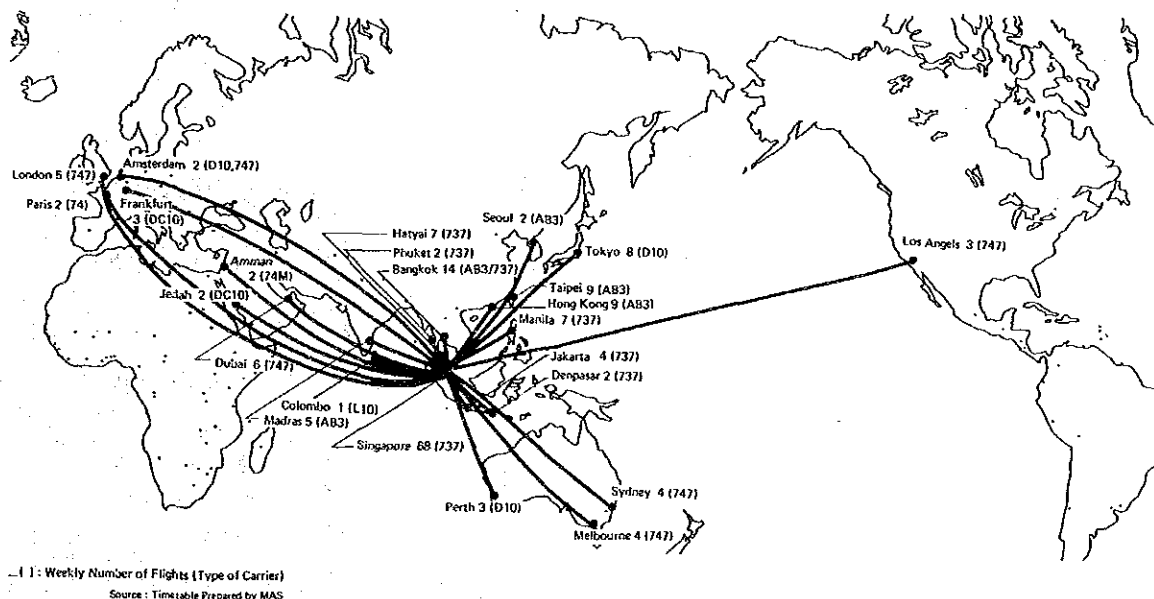 Amsterdam 2 (D10,747)
London 5 (747)
Paris 2 (74)
Frankfurt
3 (DC10)
Amman
2 (74M)
Jedah 2 (DC10)
Dubai 6 (747)
Colombo 1 (L10)
Madras 5 (AB3)
Singapore 68 (737)
Hatyai 7 (737)
Phuket 2 (737)
Bangkok 14 (AB3/737)
Seoul 2 (AB3)
Tokyo 8 (D10)
Taipei 9 (AB3)
Hong Kong 9 (AB3)
Manila 7 (737)
Jakarta 4 (737)
Denpasar 2 (737)
Los Angels 3 (747)
Perth 3 (D10)
Sydney 4 (747)
Melbourne 4 (747)
_( ) : Weekly Number of Flights (Type of Carrier)
Source : Timetable Prepared by MAS